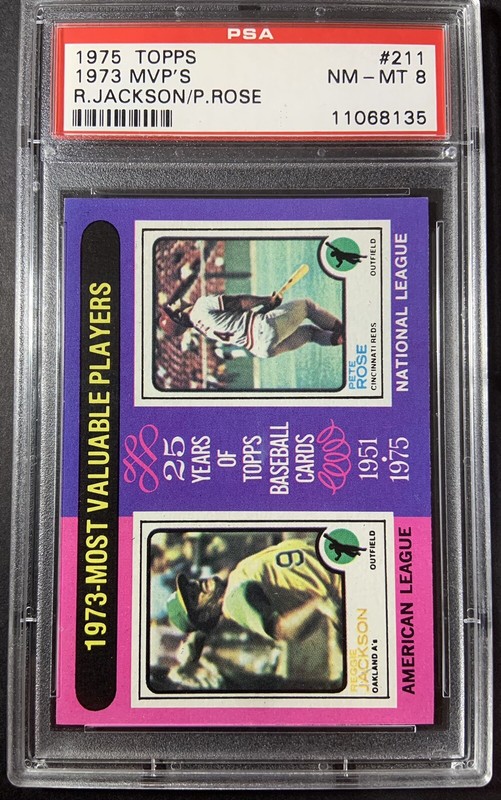 PSA
1975 TOPPS #211
1973 MVP'S NM-MT 8
R.JACKSON/P.ROSE
11068135
1973-MOST VALUABLE PLAYERS
REGGIE
JACKSON
OAKLAND A's
OUTFIELD
9
AMERICAN LEAGUE
25
YEARS
OF
TOPPS
BASEBALL
CARDS
1951
1975
PETE
ROSE
CINCINNATI REDS
OUTFIELD
NATIONAL LEAGUE